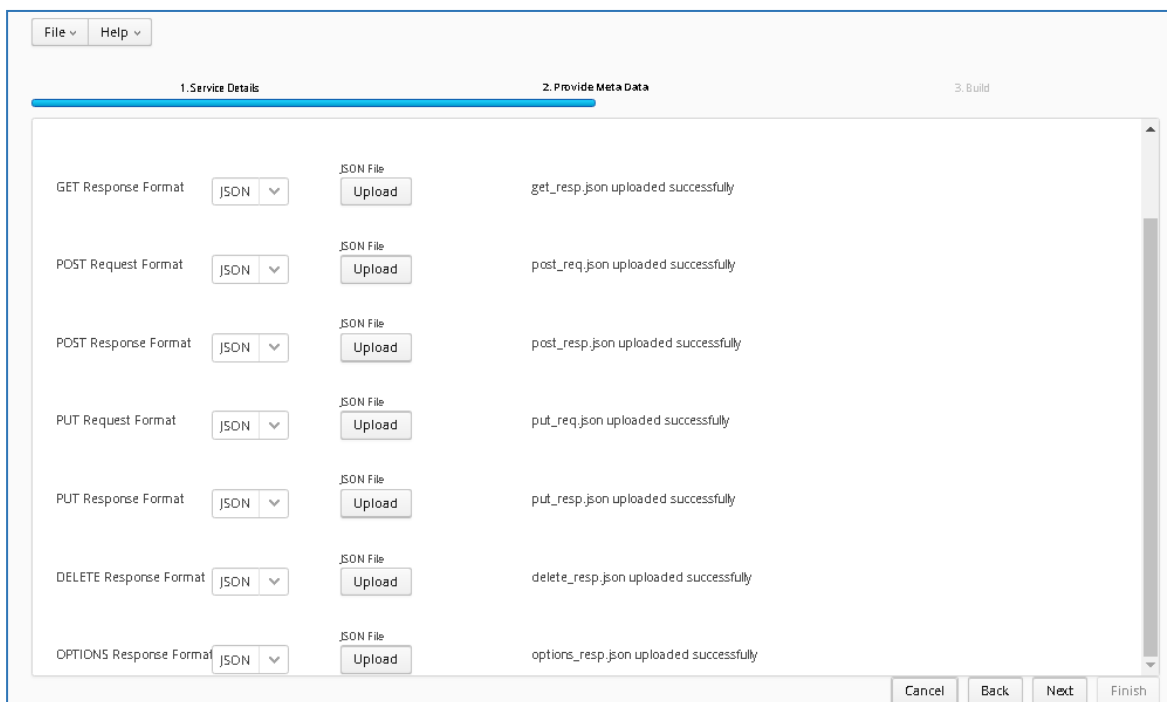 File Help
1. Service Details 2. Provide Meta Data 3. Build
JSON File
GET Response Format JSON Upload get_resp.json uploaded successfully
JSON File
POST Request Format JSON Upload post_req.json uploaded successfully
JSON File
POST Response Format JSON Upload post_resp.json uploaded successfully
JSON File
PUT Request Format JSON Upload put_req.json uploaded successfully
JSON File
PUT Response Format JSON Upload put_resp.json uploaded successfully
JSON File
DELETE Response Format JSON Upload delete_resp.json uploaded successfully
JSON File
OPTIONS Response Format JSON Upload options_resp.json uploaded successfully
Cancel Back Next Finish